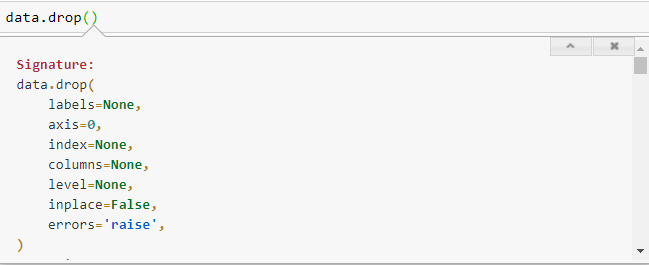 data.drop()
Signature:
data.drop(
    labels=None,
    axis=0,
    index=None,
    columns=None,
    level=None,
    inplace=False,
    errors='raise',
)